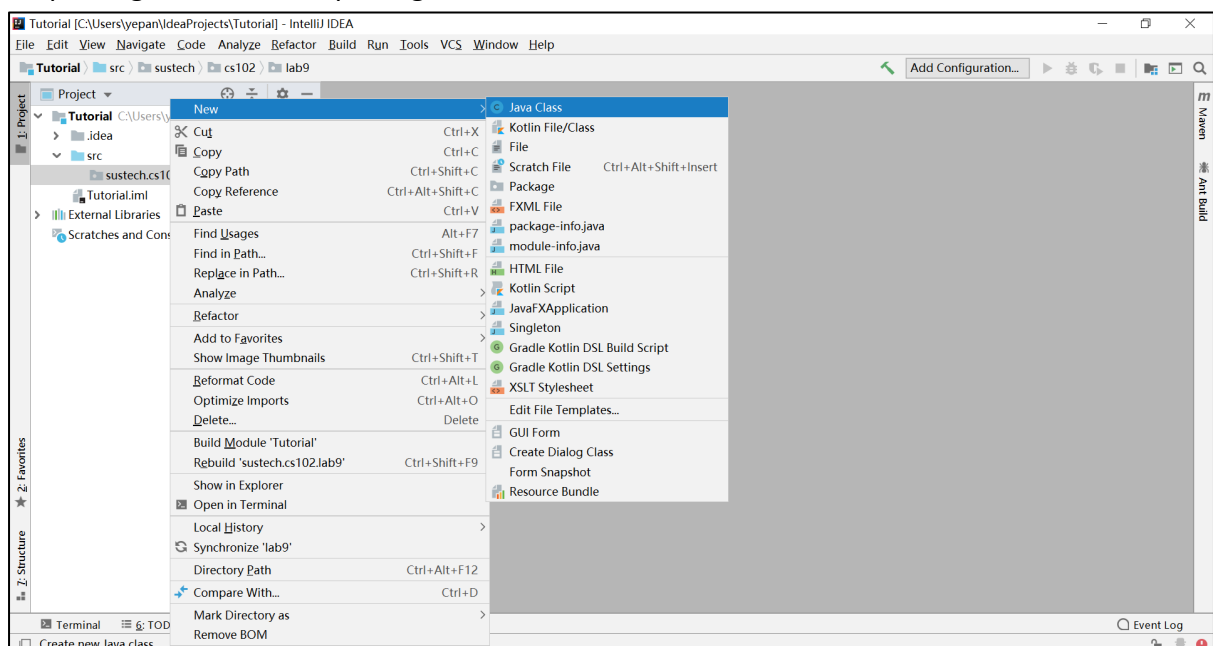 Tutorial [C:\Users\yepan\IdeaProjects\Tutorial] - IntelliJ IDEA
File Edit View Navigate Code Analyze Refactor Build Run Tools VCS Window Help
Tutorial src sustech cs102 lab9 Add Configuration...
Project
1: Project
Tutorial C:\Users\y
.idea
src
sustech.cs10
Tutorial.iml
External Libraries
Scratches and Cons
2: Favorites
7: Structure
New
Cut Ctrl+X
Copy Ctrl+C
Copy Path Ctrl+Shift+C
Copy Reference Ctrl+Alt+Shift+C
Paste Ctrl+V
Find Usages Alt+F7
Find in Path... Ctrl+Shift+F
Replace in Path... Ctrl+Shift+R
Analyze
Refactor
Add to Favorites
Show Image Thumbnails Ctrl+Shift+T
Reformat Code Ctrl+Alt+L
Optimize Imports Ctrl+Alt+O
Delete... Delete
Build Module 'Tutorial'
Rebuild 'sustech.cs102.lab9' Ctrl+Shift+F9
Show in Explorer
Open in Terminal
Local History
Synchronize 'lab9'
Directory Path Ctrl+Alt+F12
Compare With... Ctrl+D
Mark Directory as
Remove BOM
Java Class
Kotlin File/Class
File
Scratch File Ctrl+Alt+Shift+Insert
Package
FXML File
package-info.java
module-info.java
HTML File
Kotlin Script
JavaFXApplication
Singleton
Gradle Kotlin DSL Build Script
Gradle Kotlin DSL Settings
XSLT Stylesheet
Edit File Templates...
GUI Form
Create Dialog Class
Form Snapshot
Resource Bundle
Maven
Ant Build
Terminal 6: TOD Event Log
Create new Java class